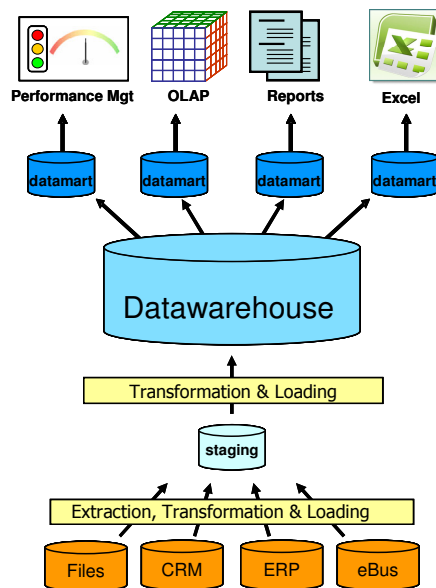 Performance Mgt OLAP Reports Excel
datamart datamart datamart datamart
Datawarehouse
Transformation & Loading
staging
Extraction, Transformation & Loading
Files CRM ERP eBus